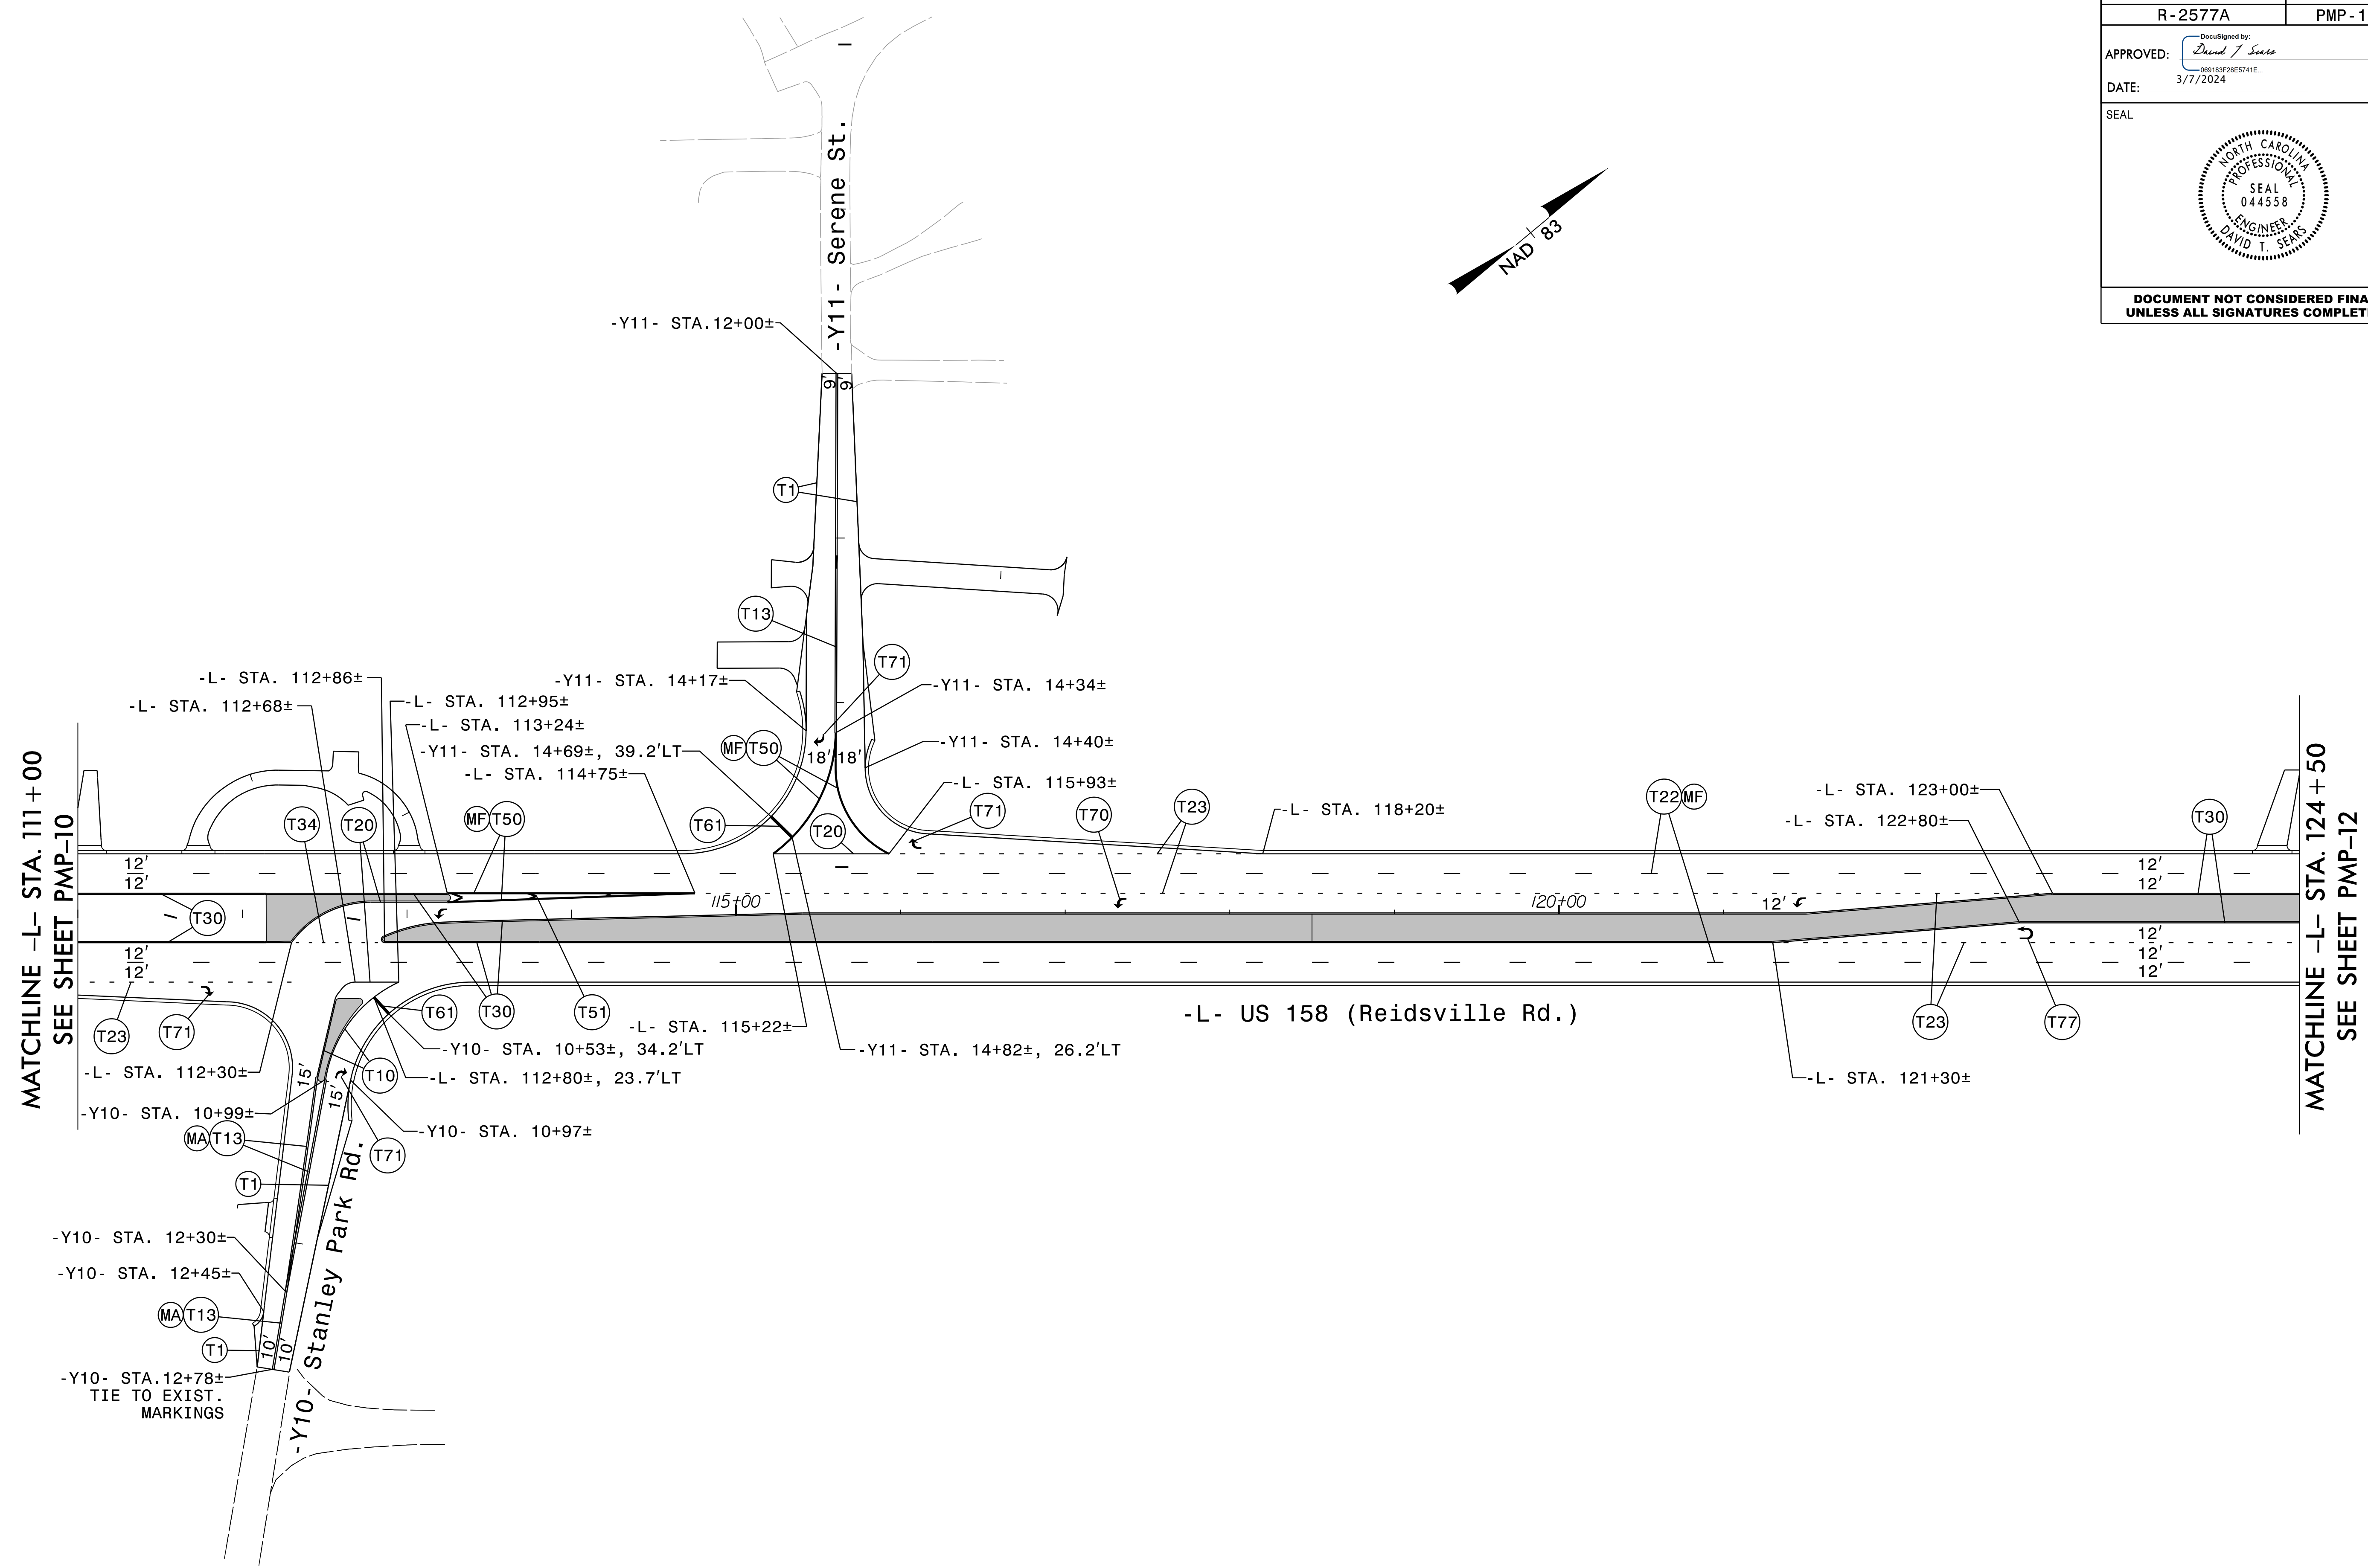 R-2577A
PMP-1
APPROVED:
DocuSigned by:
David T Sears
069183F28E5741E...
DATE:
3/7/2024
SEAL
NORTH CAROLINA
PROFESSIONAL
SEAL
044558
ENGINEER
DAVID T. SEARS
DOCUMENT NOT CONSIDERED FINA
UNLESS ALL SIGNATURES COMPLET
NAD 83
-Y11- Serene St.
-Y11- STA.12+00±
9'
9'
T1
T13
T71
-L- STA. 112+86±
-L- STA. 112+68±
-L- STA. 112+95±
-L- STA. 113+24±
-Y11- STA. 14+17±
-Y11- STA. 14+34±
-Y11- STA. 14+69±, 39.2'LT
-L- STA. 114+75±
MF T50
18'
18'
-Y11- STA. 14+40±
-L- STA. 115+93±
-L- STA. 118+20±
T34
T20
MF T50
T61
T20
T71
T70
T23
T22 MF
-L- STA. 123+00±
-L- STA. 122+80±
T30
MATCHLINE -L- STA. 111+00
SEE SHEET PMP-10
12'
12'
T30
12'
12'
115+00
120+00
12'
12'
12'
12'
12'
12'
MATCHLINE -L- STA. 124+50
SEE SHEET PMP-12
T23
T71
T61
T30
T51
-L- STA. 115+22±
-L- US 158 (Reidsville Rd.)
T23
T77
-L- STA. 112+30±
-Y10- STA. 10+53±, 34.2'LT
-Y11- STA. 14+82±, 26.2'LT
15'
15'
T10
-L- STA. 112+80±, 23.7'LT
-L- STA. 121+30±
-Y10- STA. 10+99±
-Y10- STA. 10+97±
MA T13
T71
T1
-Y10- STA. 12+30±
-Y10- STA. 12+45±
MA T13
T1
10'
10'
-Y10- Stanley Park Rd.
-Y10- STA.12+78±
TIE TO EXIST.
MARKINGS